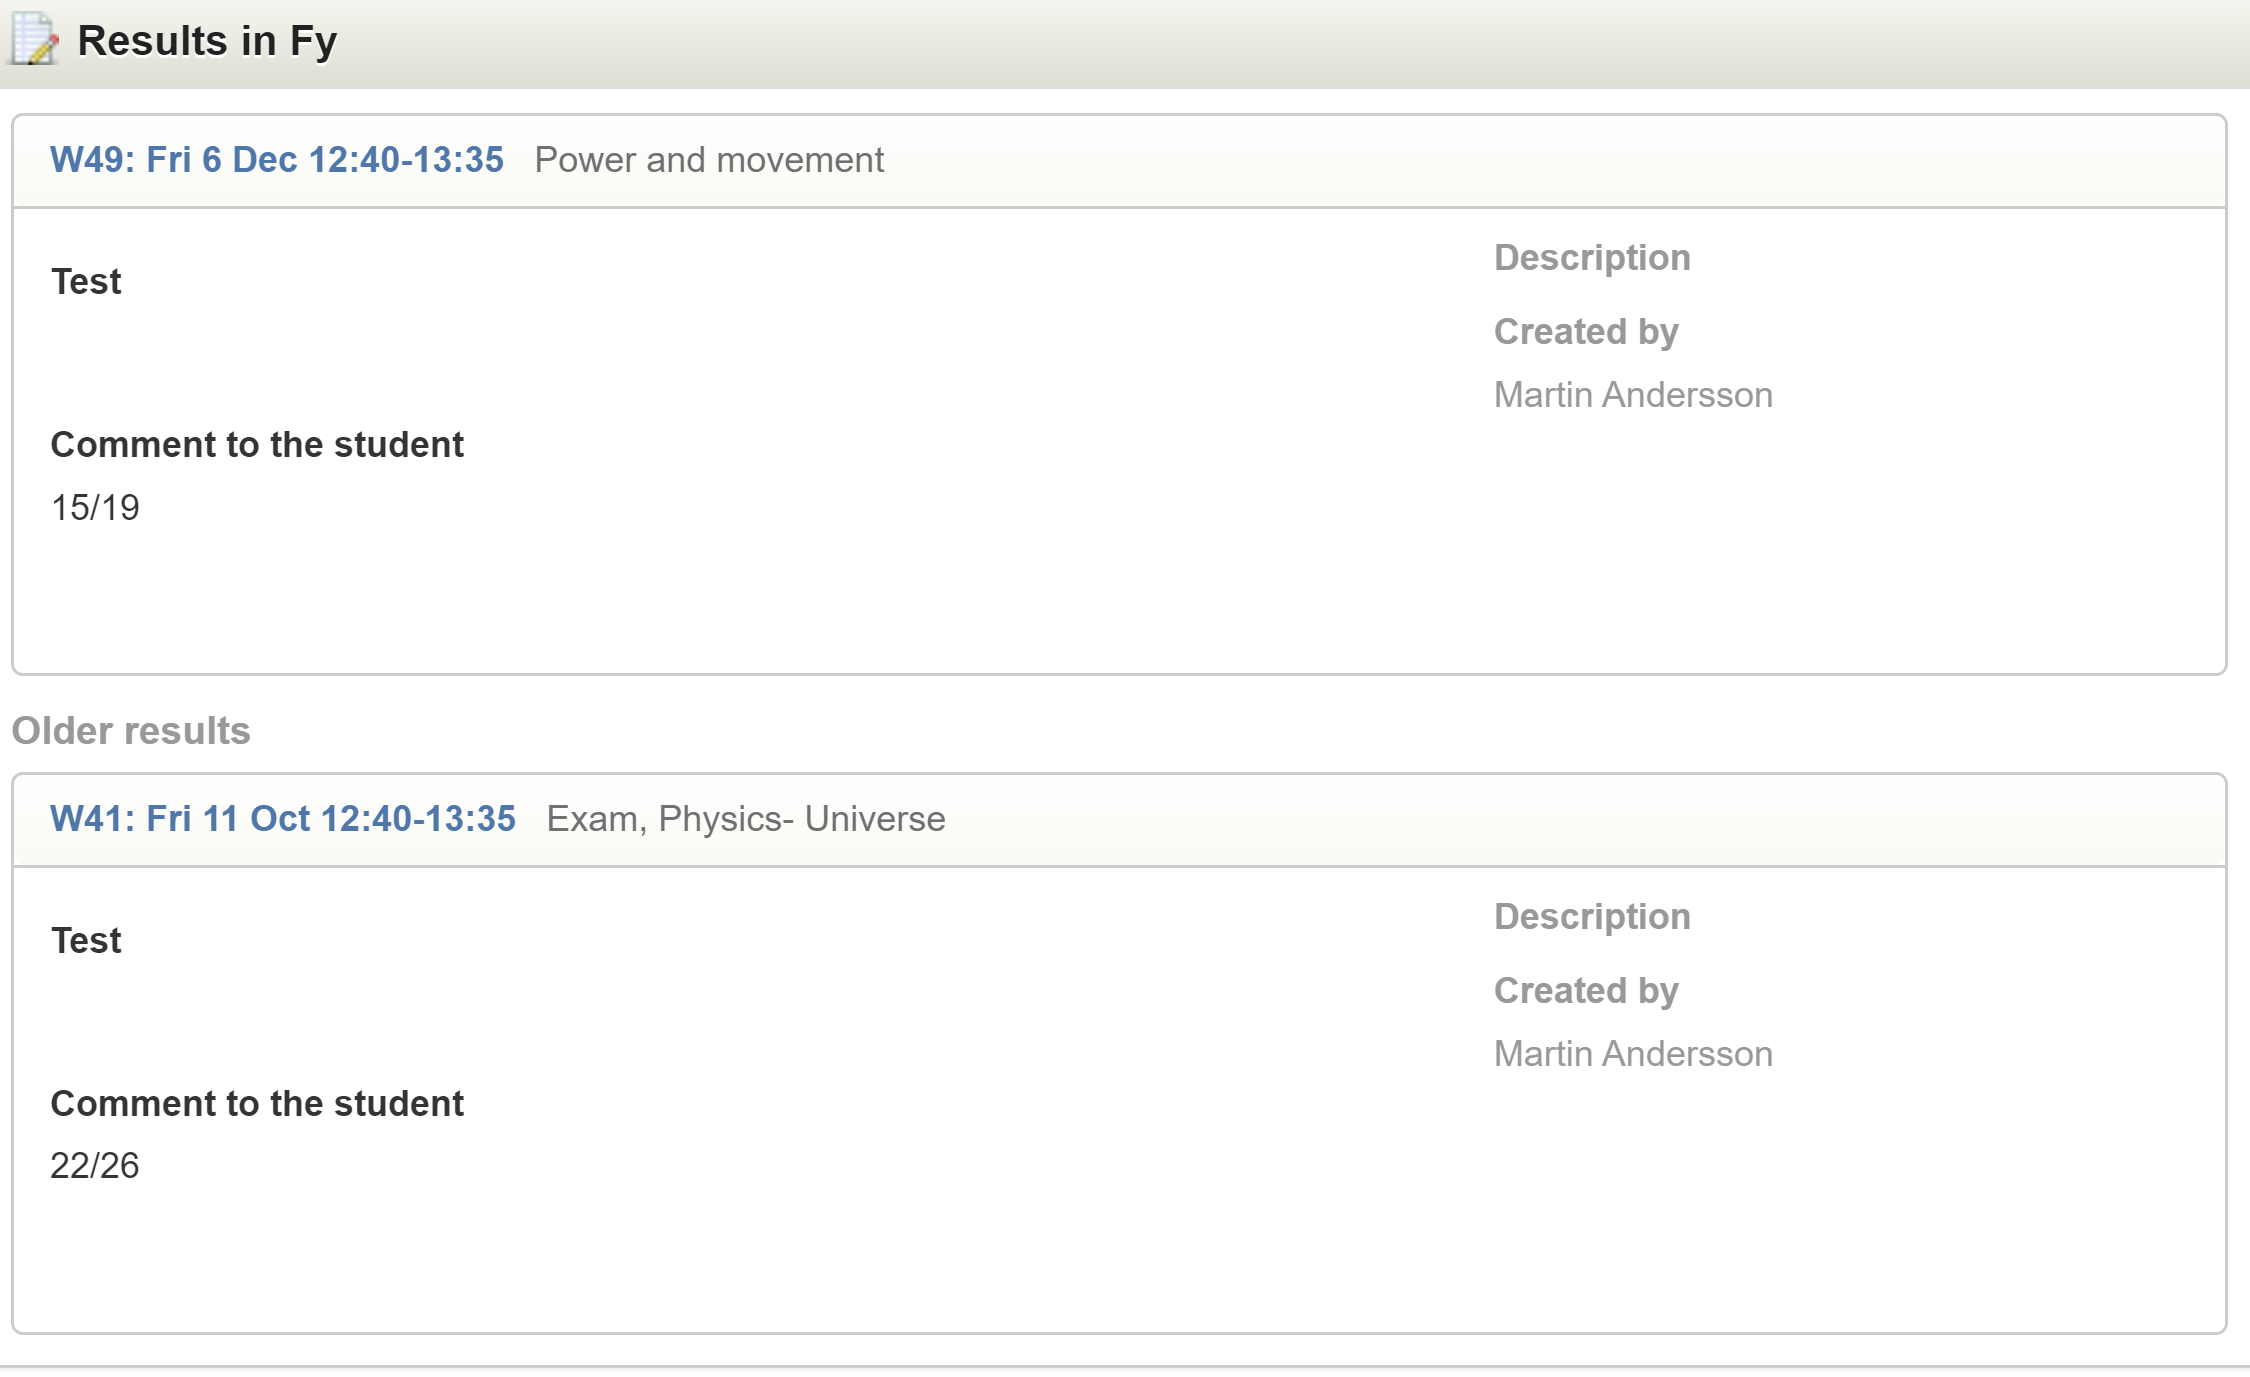 Results in Fy
W49: Fri 6 Dec 12:40-13:35 Power and movement
Test
Description
Created by
Martin Andersson
Comment to the student
15/19
Older results
W41: Fri 11 Oct 12:40-13:35 Exam, Physics- Universe
Test
Description
Created by
Martin Andersson
Comment to the student
22/26